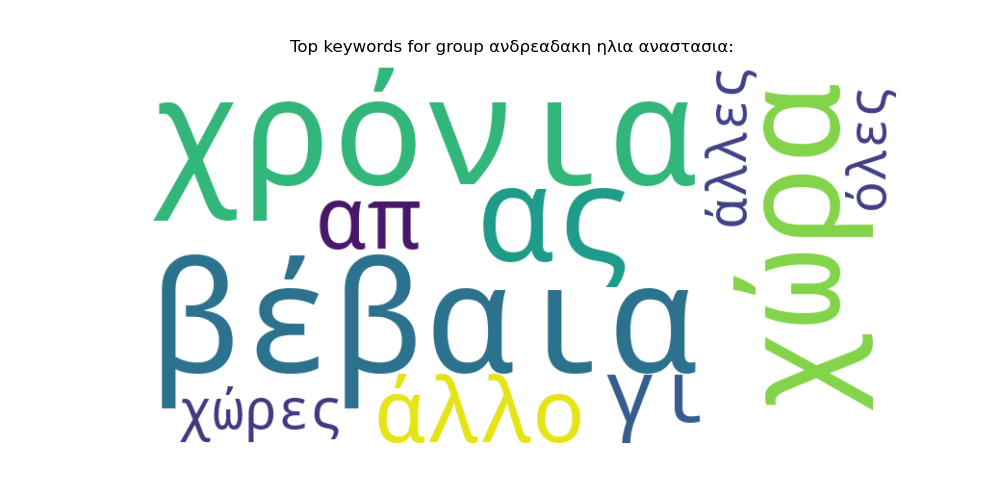 Top keywords for group ανδρεαδακη ηλια αναστασια:
χρόνια
άλλες
χώρα
όλες
απ
ας
βέβαια
χώρες
άλλο
γι